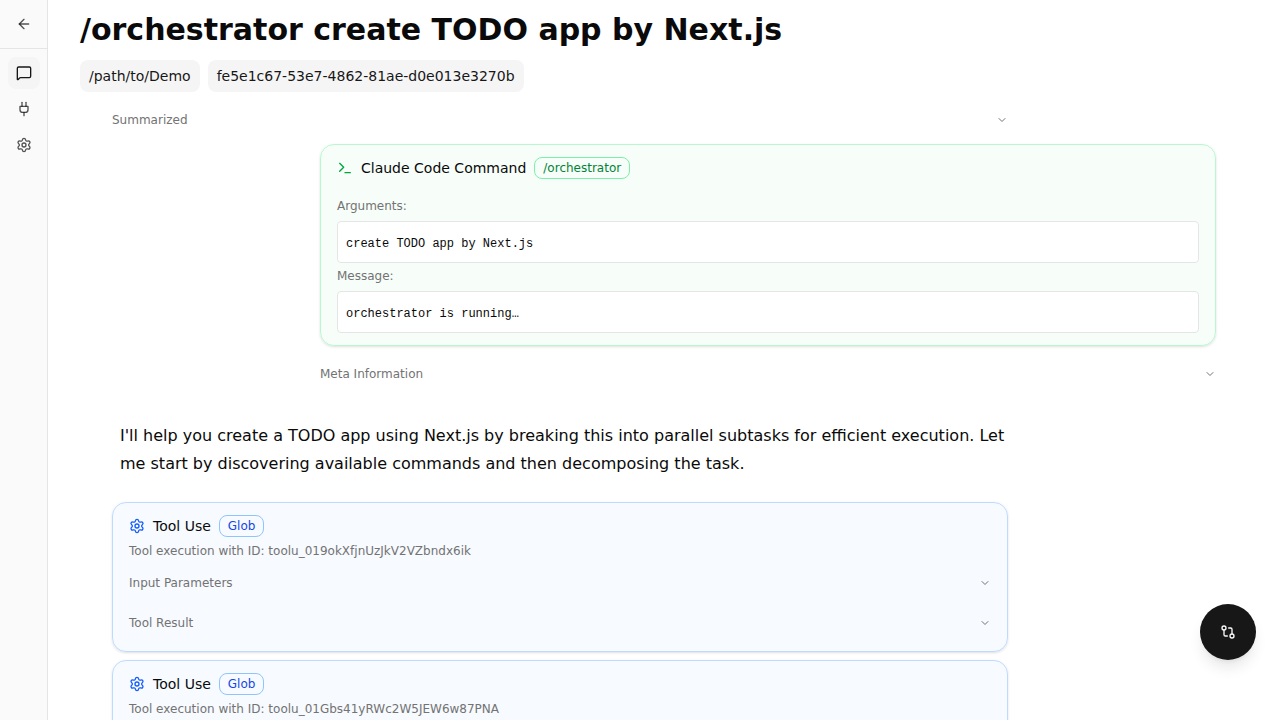 /orchestrator create TODO app by Next.js
/path/to/Demo fe5e1c67-53e7-4862-81ae-d0e013e3270b
Summarized
Claude Code Command /orchestrator
Arguments:
create TODO app by Next.js
Message:
orchestrator is running…
Meta Information
I'll help you create a TODO app using Next.js by breaking this into parallel subtasks for efficient execution. Let
me start by discovering available commands and then decomposing the task.
Tool Use Glob
Tool execution with ID: toolu_019okXfjnUzJkV2VZbndx6ik
Input Parameters
Tool Result
Tool Use Glob
Tool execution with ID: toolu_01Gbs41yRWc2W5JEW6w87PNA